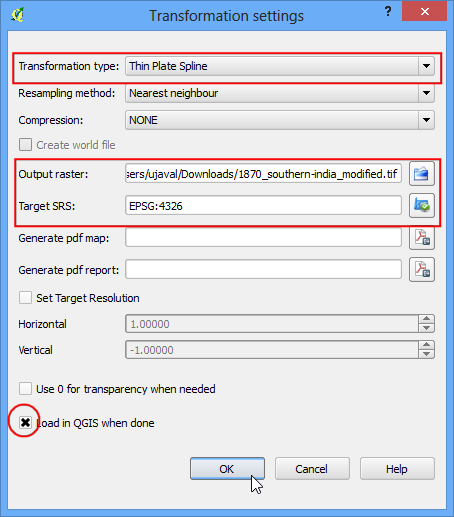 Transformation settings
Transformation type: Thin Plate Spline
Resampling method: Nearest neighbour
Compression: NONE
Create world file
Output raster: sers/ujaval/Downloads/1870_southern-india_modified.tif
Target SRS: EPSG:4326
Generate pdf map:
Generate pdf report:
Set Target Resolution
Horizontal 1.00000
Vertical -1.00000
Use 0 for transparency when needed
Load in QGIS when done
OK Cancel Help